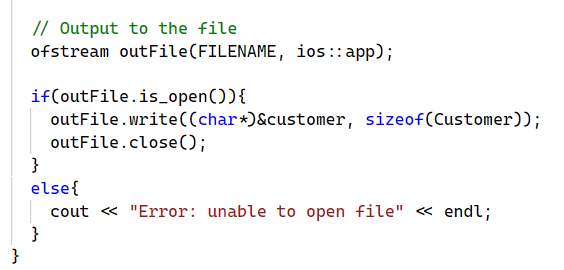 // Output to the file
ofstream outFile(FILENAME, ios::app);
if(outFile.is_open()){
outFile.write((char*)&customer, sizeof(Customer));
outFile.close();
}
else{
cout << "Error: unable to open file" << endl;
}
}